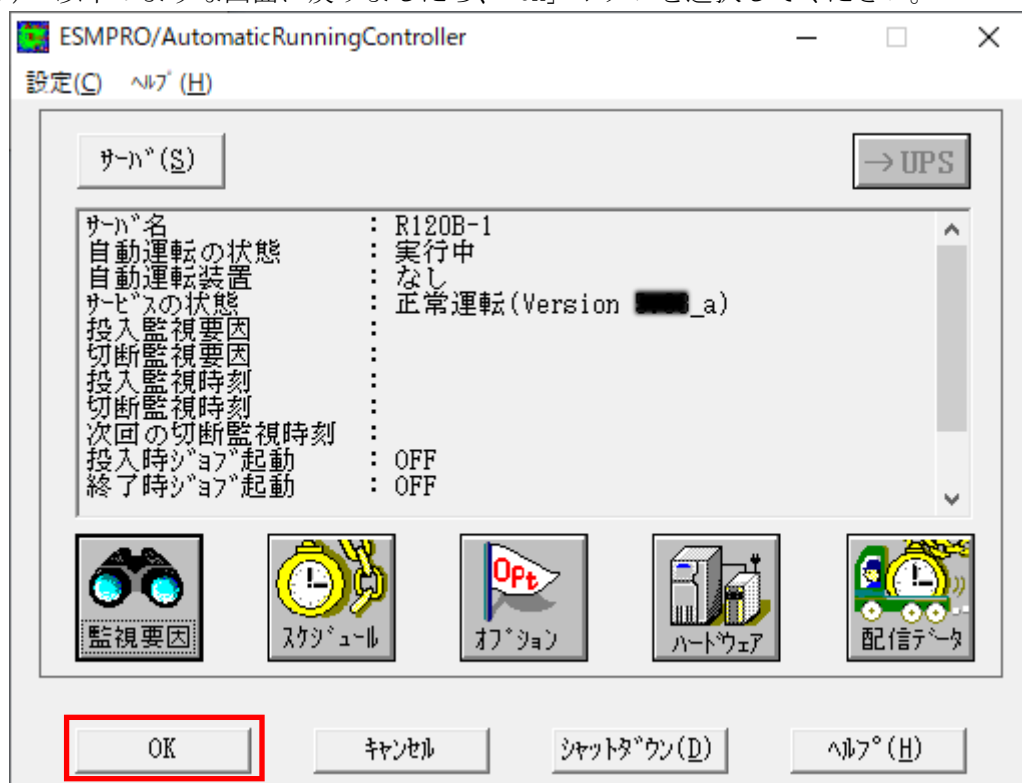 ESMPRO/AutomaticRunningController
設定(C) ﾍﾙﾌﾟ(H)
ｻｰﾊﾞ(S)
→UPS
ｻｰﾊﾞ名 : R120B-1
自動運転の状態 : 実行中
自動運転装置 : なし
ｻｰﾋﾞｽの状態 : 正常運転(Version _a)
投入監視要因 :
切断監視要因 :
投入監視時刻 :
切断監視時刻 :
次回の切断監視時刻 :
投入時ｼﾞｮﾌﾞ起動 : OFF
終了時ｼﾞｮﾌﾞ起動 : OFF
Opt
監視要因 ｽｹｼﾞｭｰﾙ ｵﾌﾟｼｮﾝ ﾊｰﾄﾞｳｪｱ 配信ﾃﾞｰﾀ
OK ｷｬﾝｾﾙ ｼｬｯﾄﾀﾞｳﾝ(D) ﾍﾙﾌﾟ(H)